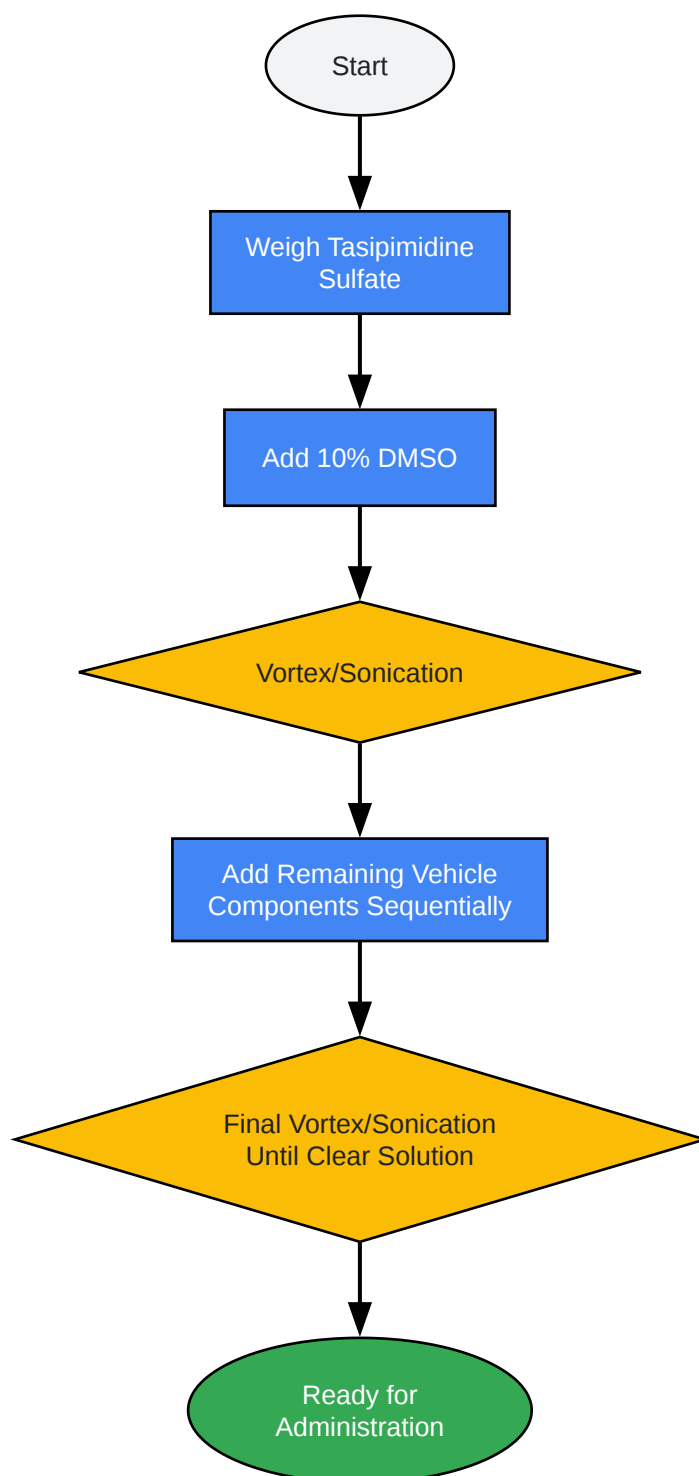 Start
Weigh Tasipimidine
Sulfate
Add 10% DMSO
Vortex/Sonication
Add Remaining Vehicle
Components Sequentially
Final Vortex/Sonication
Until Clear Solution
Ready for
Administration